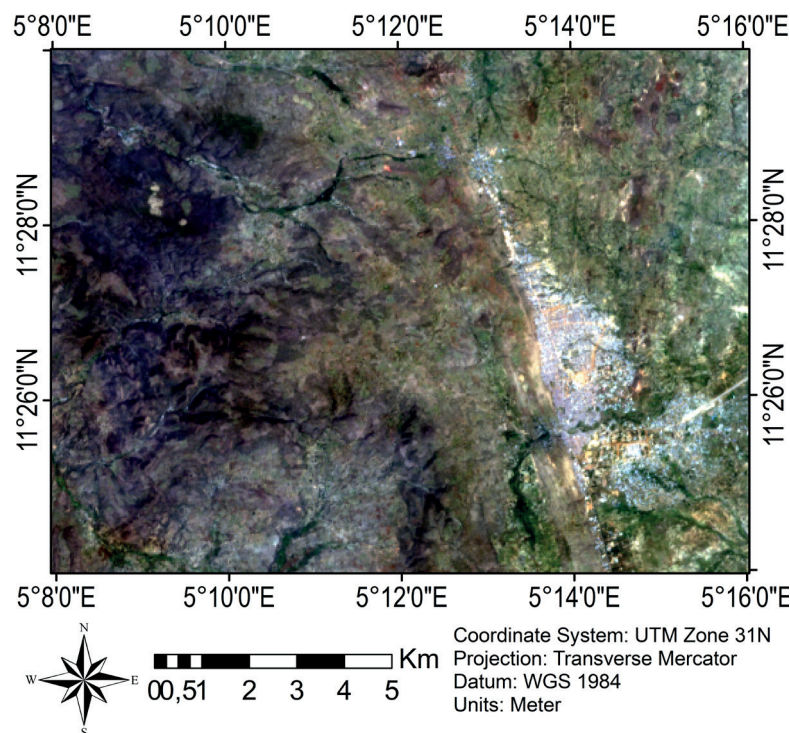 5°8'0"E 5°10'0"E 5°12'0"E 5°14'0"E 5°16'0"E
11°28'0"N 11°28'0"N
11°26'0"N 11°26'0"N
5°8'0"E 5°10'0"E 5°12'0"E 5°14'0"E 5°16'0"E
N
W E
S
Km
00,51 2 3 4 5
Coordinate System: UTM Zone 31N
Projection: Transverse Mercator
Datum: WGS 1984
Units: Meter